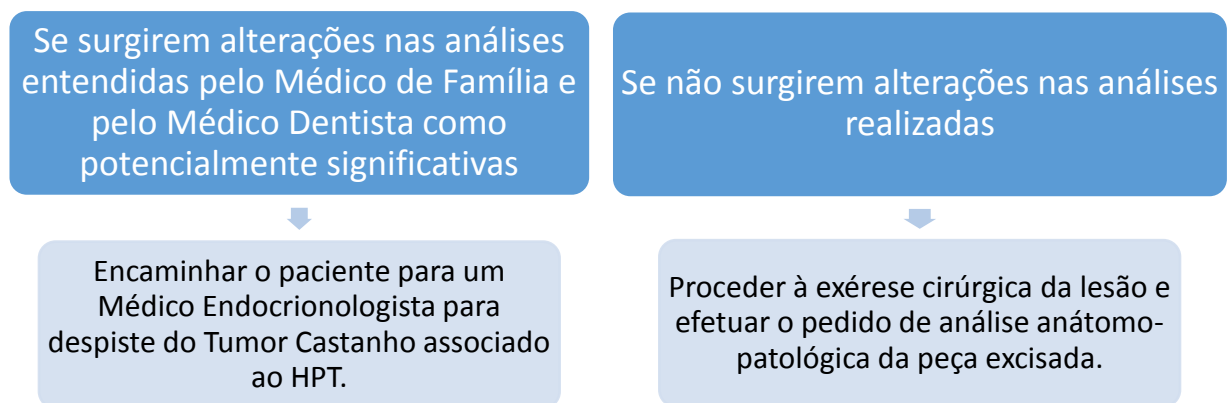 Se surgirem alterações nas análises
entendidas pelo Médico de Família e
pelo Médico Dentista como
potencialmente significativas
Encaminhar o paciente para um
Médico Endocrionologista para
despiste do Tumor Castanho associado
ao HPT.
Se não surgirem alterações nas análises
realizadas
Proceder à exérese cirúrgica da lesão e
efetuar o pedido de análise anátomo-
patológica da peça excisada.